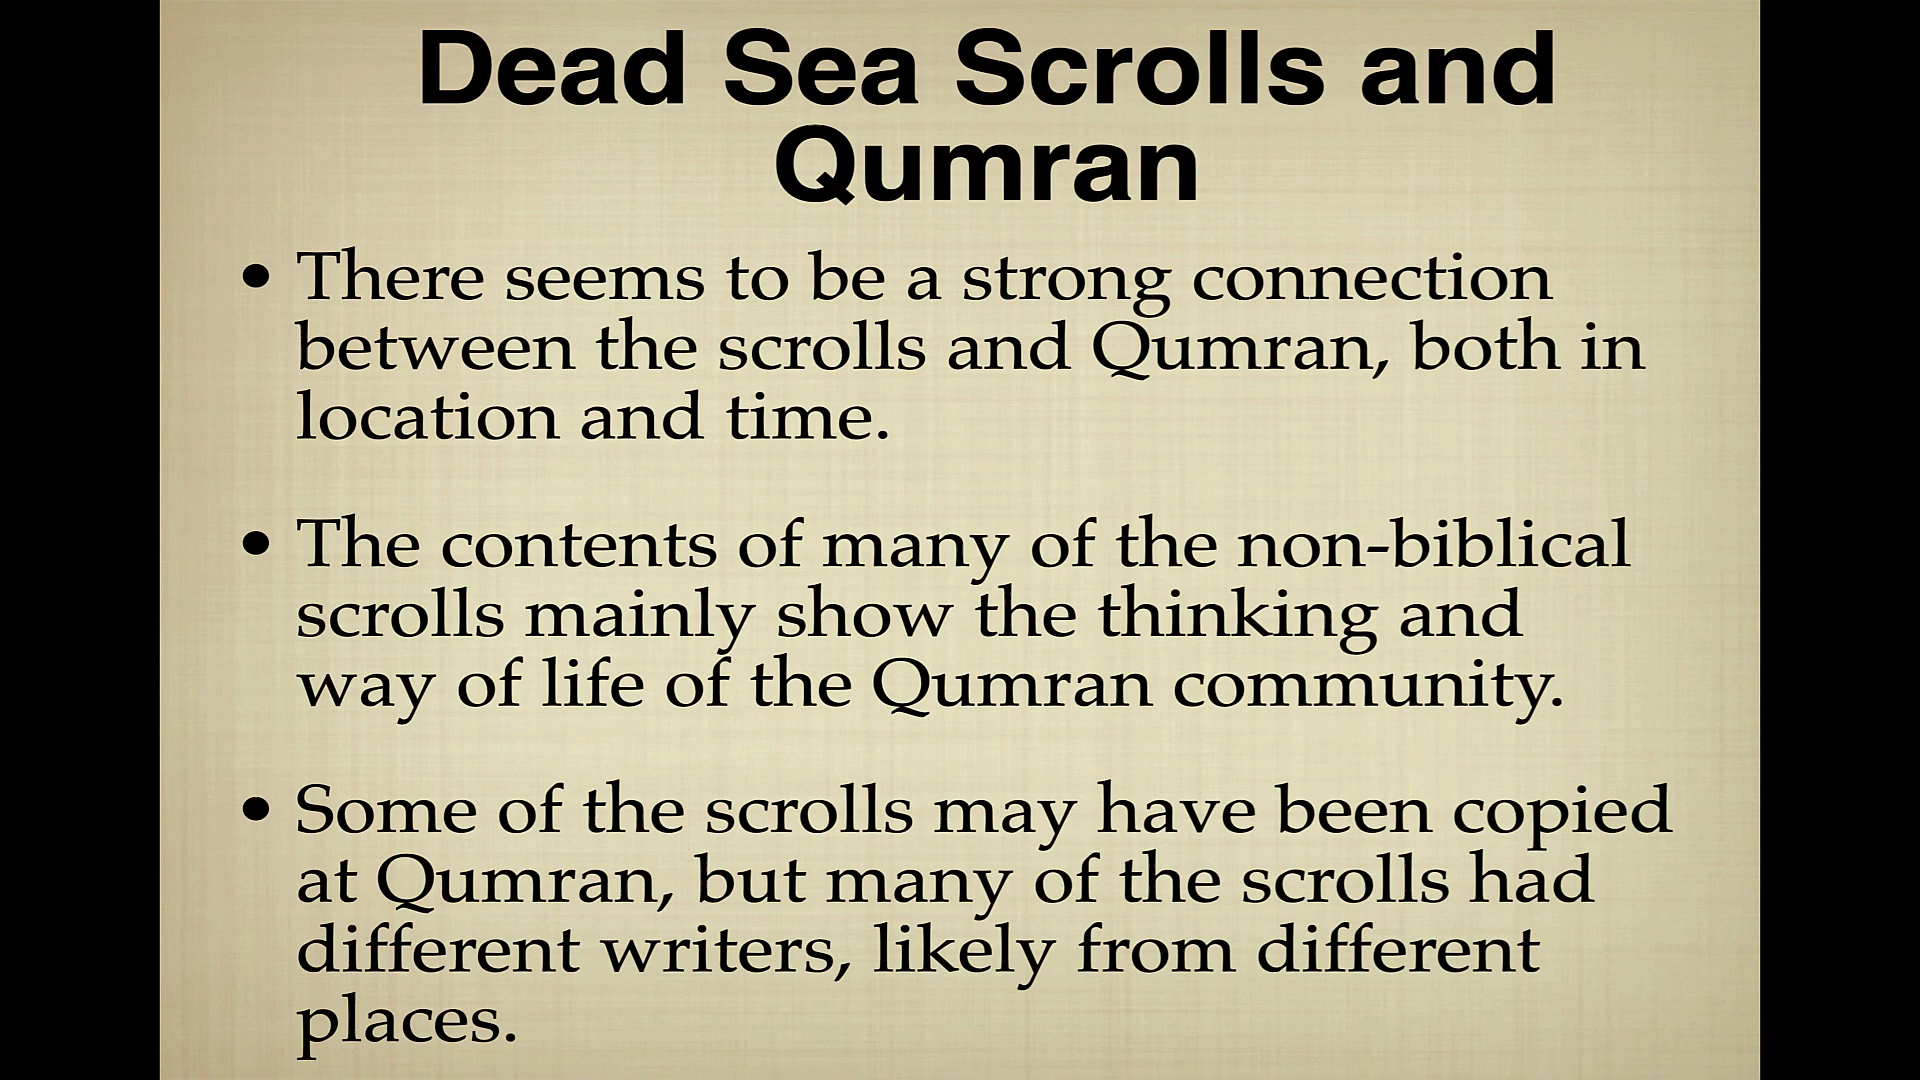 Dead Sea Scrolls and
Qumran
• There seems to be a strong connection
between the scrolls and Qumran, both in
location and time.
• The contents of many of the non-biblical
scrolls mainly show the thinking and
way of life of the Qumran community.
• Some of the scrolls may have been copied
at Qumran, but many of the scrolls had
different writers, likely from different
places.